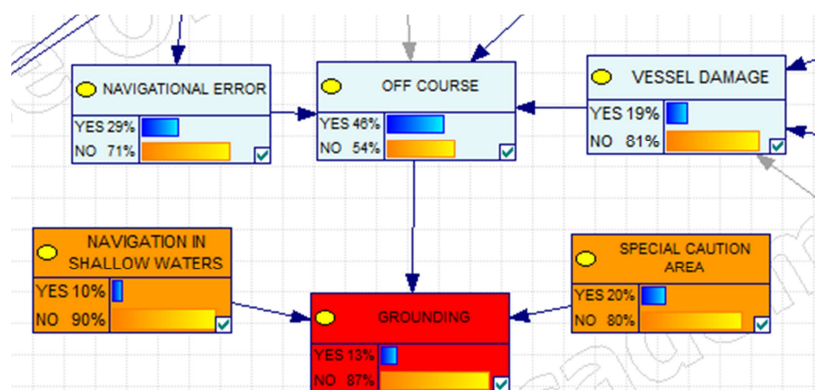 NAVIGATIONAL ERROR
YES 29%
NO 71%
OFF COURSE
YES 46%
NO 54%
VESSEL DAMAGE
YES 19%
NO 81%
NAVIGATION IN
SHALLOW WATERS
YES 10%
NO 90%
SPECIAL CAUTION
AREA
YES 20%
NO 80%
GROUNDING
YES 13%
NO 87%